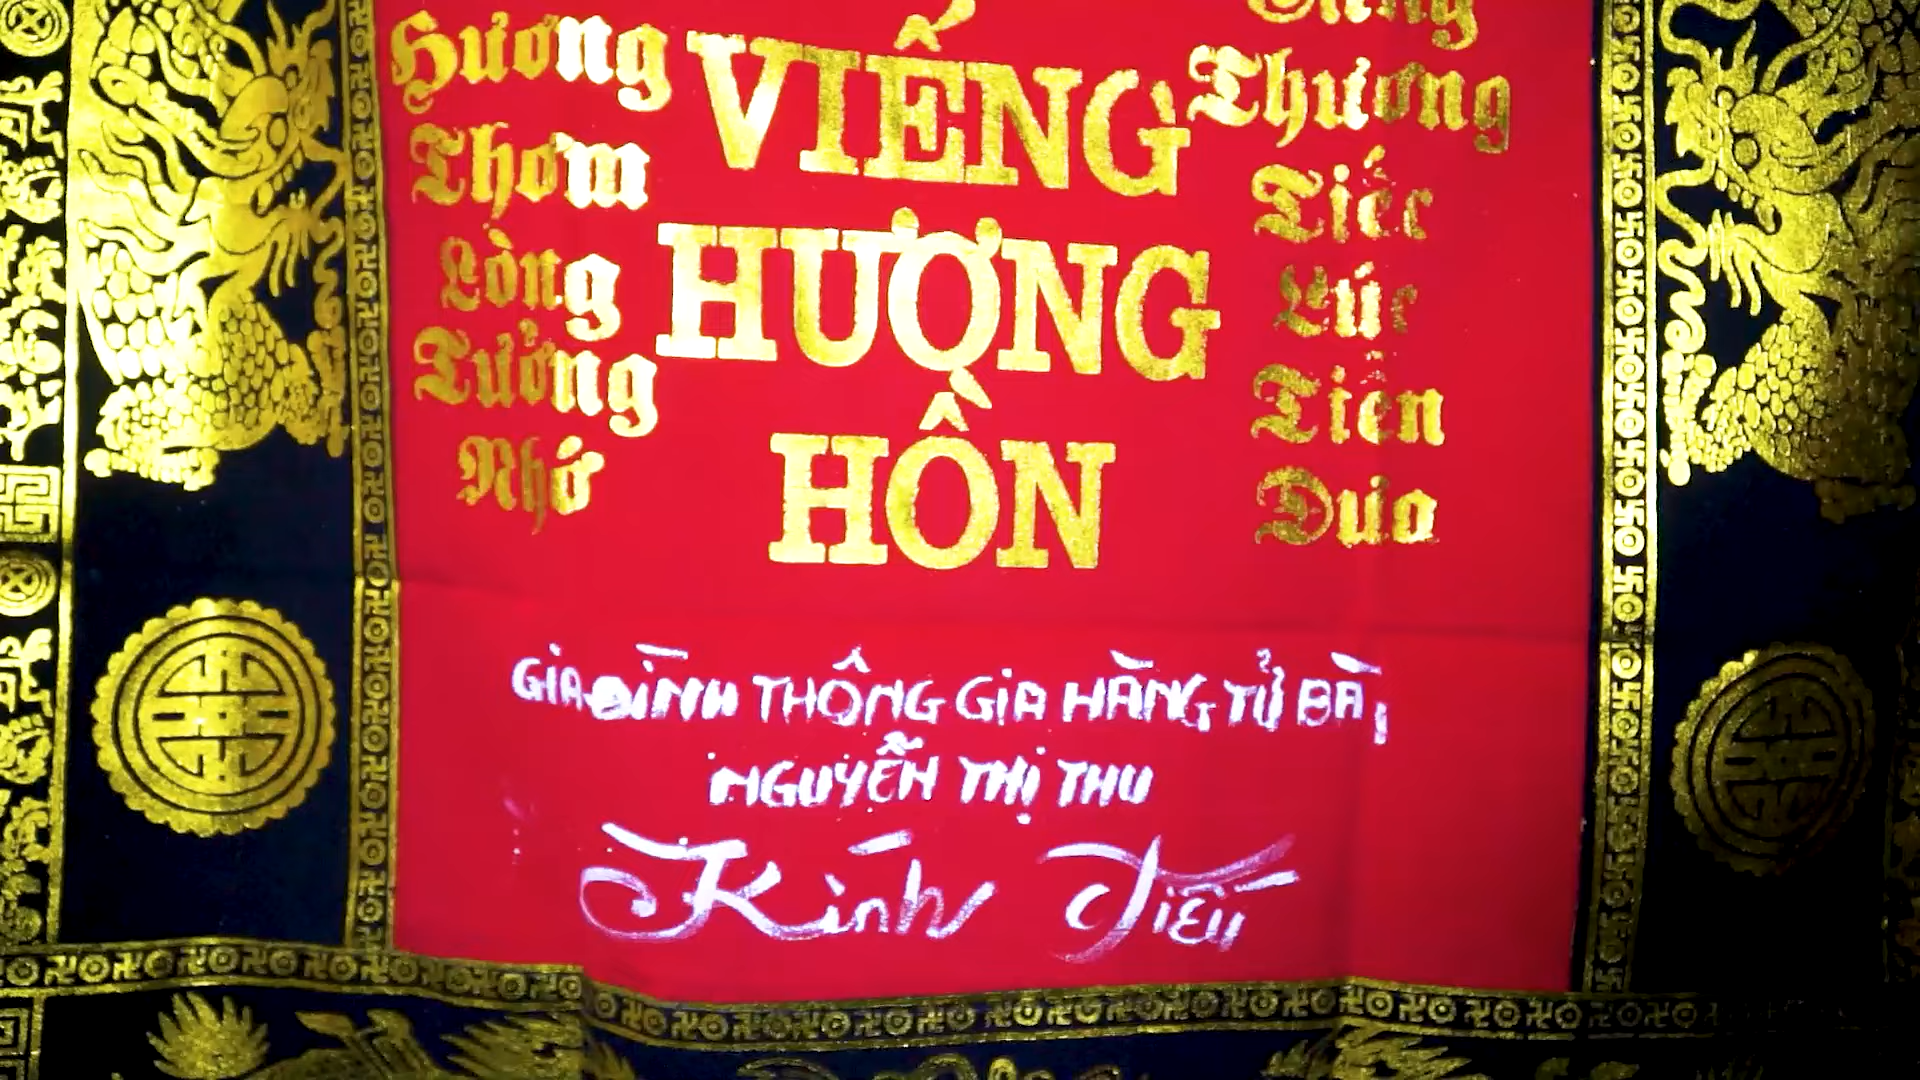 Hương
Thơm
Lòng
Tưởng
Nhớ
VIẾNG
HƯƠNG
HỒN
Thương
Tiếc
Lúc
Tiễn
Đưa
GIA ĐÌNH THÔNG GIA HÀNG TỬ BÀ,
NGUYỄN THỊ THU
Kính Viếng